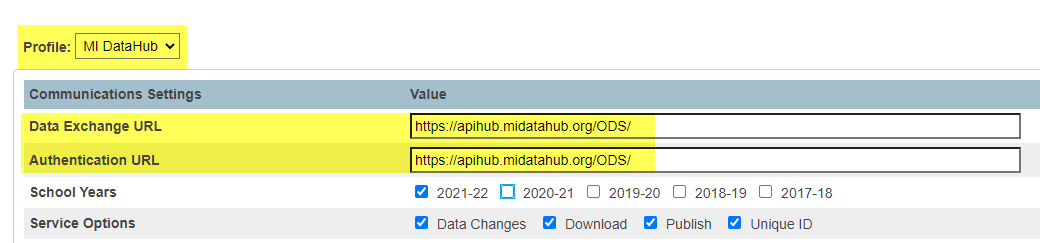 Profile: MI DataHub
Communications Settings Value
Data Exchange URL https://apihub.midatahub.org/ODS/
Authentication URL https://apihub.midatahub.org/ODS/
School Years 2021-22 2020-21 2019-20 2018-19 2017-18
Service Options Data Changes Download Publish Unique ID